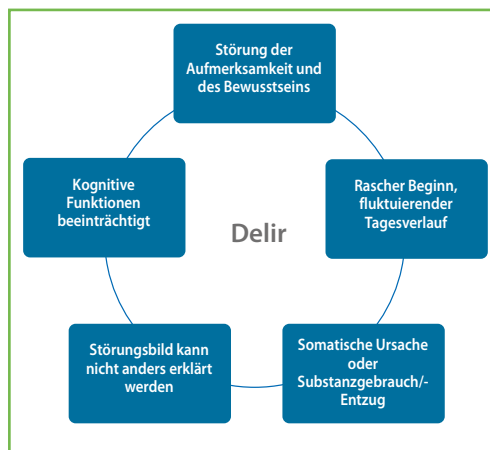 Störung der
Aufmerksamkeit und
des Bewusstseins
Rascher Beginn,
fluktuierender
Tagesverlauf
Somatische Ursache
oder
Substanzgebrauch/-
Entzug
Störungsbild kann
nicht anders erklärt
werden
Kognitive
Funktionen
beeinträchtigt
Delir